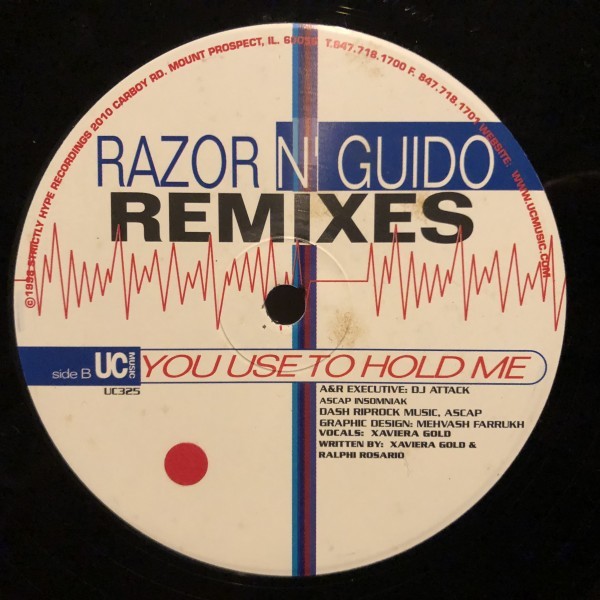 ©1998 STRICTLY HYPE RECORDINGS 2010 CARBOY RD. MOUNT PROSPECT, IL. T.847.718.1700 F. 847.718.1701 WEBSITE: WWW.UCMUSIC.COM
RAZOR N' GUIDO
REMIXES
side B UC MUSIC YOU USE TO HOLD ME
UC325
A&R EXECUTIVE: DJ ATTACK
ASCAP INSOMNIAK
DASH RIPROCK MUSIC, ASCAP
GRAPHIC DESIGN: MEHVASH FARRUKH
VOCALS: XAVIERA GOLD
WRITTEN BY: XAVIERA GOLD &
RALPHI ROSARIO